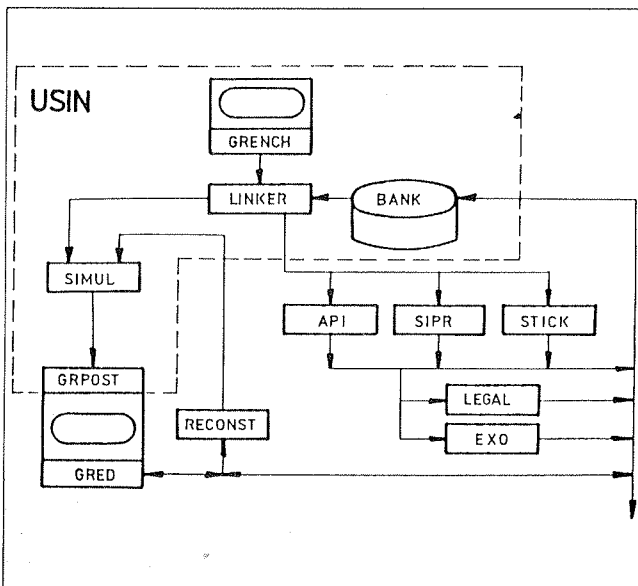 USIN
GRENCH
LINKER
BANK
SIMUL
API
SIPR
STICK
GRPOST
LEGAL
RECONST
EXO
GRED